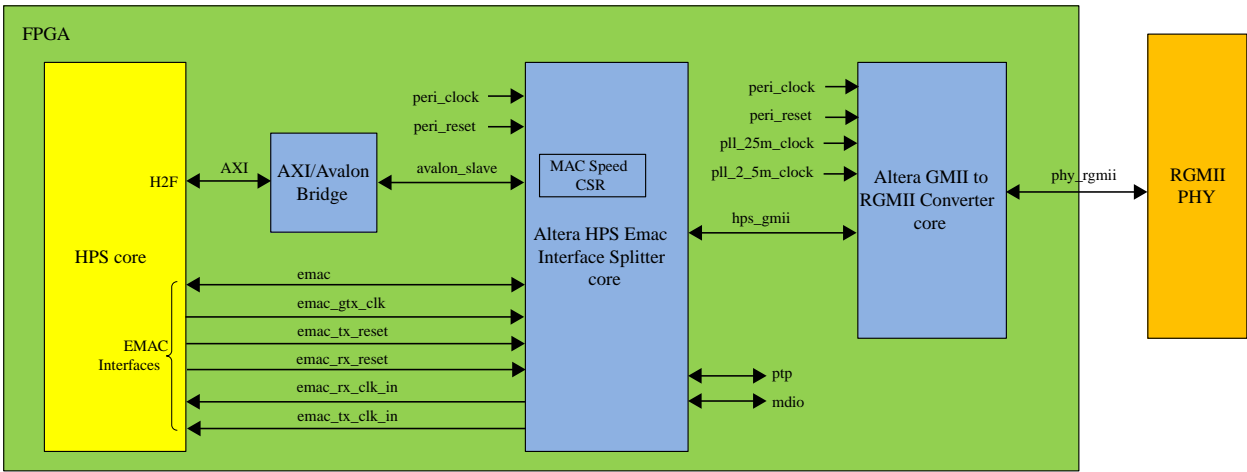 FPGA
HPS core
H2F
EMAC
Interfaces
AXI
AXI/Avalon
Bridge
avalon_slave
peri_clock
peri_reset
MAC Speed
CSR
Altera HPS Emac
Interface Splitter
core
emac
emac_gtx_clk
emac_tx_reset
emac_rx_reset
emac_rx_clk_in
emac_tx_clk_in
hps_gmii
ptp
mdio
peri_clock
peri_reset
pll_25m_clock
pll_2_5m_clock
Altera GMII to
RGMII Converter
core
phy_rgmii
RGMII
PHY